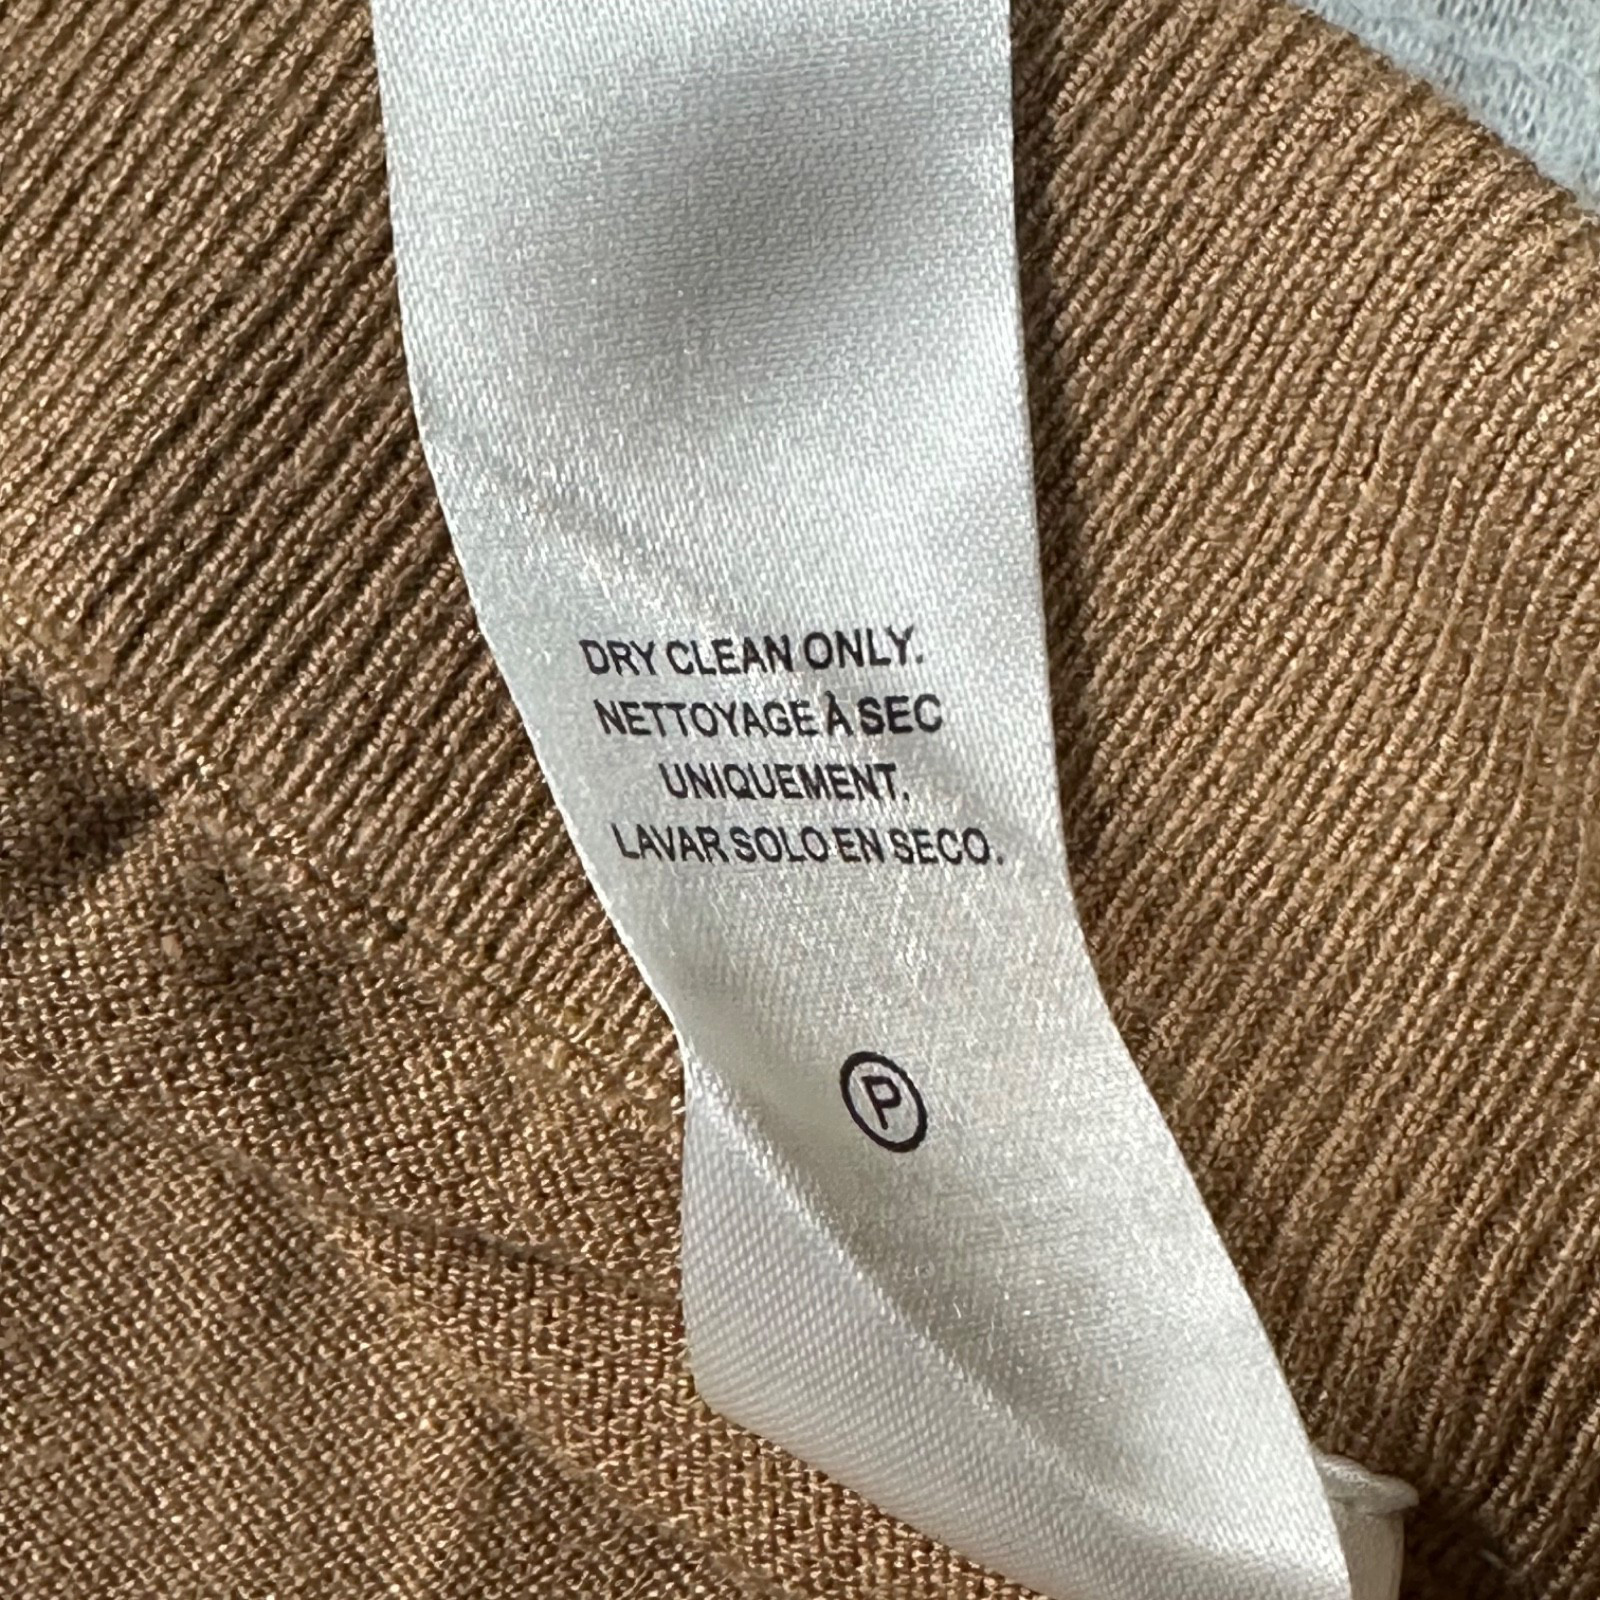 DRY CLEAN ONLY.
NETTOYAGE À SEC
UNIQUEMENT.
LAVAR SOLO EN SECO.
P